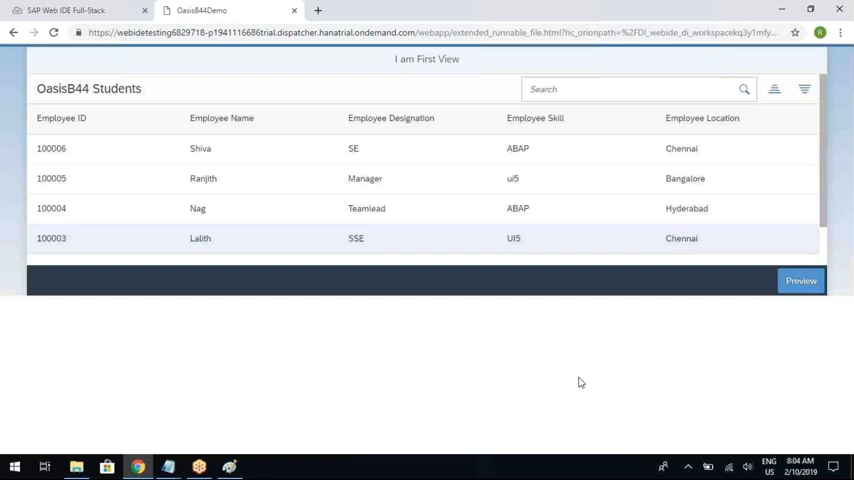 SAP Web IDE Full-Stack
OasisB44Demo
https://webidetesting6829718-p1941116686trial.dispatcher.hanatrial.ondemand.com/webapp/extended_runnable_file.html?hc_orionpath=%2FDI_webide_di_workspacekq3y1my6fy...
R
I am First View
OasisB44 Students
Search
Employee ID Employee Name Employee Designation Employee Skill Employee Location
100006 Shiva SE ABAP Chennai
100005 Ranjith Manager ui5 Bangalore
100004 Nag Teamlead ABAP Hyderabad
100003 Lalith SSE UI5 Chennai
Preview
ENG 8:04 AM
US 2/10/2019